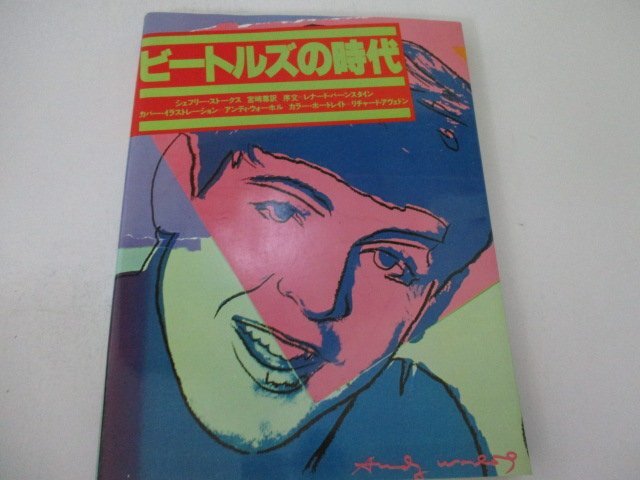 ビートルズの時代
ジェフリー・ストークス 宮崎尊訳 序文/レナード・バーンスタイン
カバー・イラストレーション アンディ・ウォーホル カラー・ポートレイト リチャード・アヴェドン
Andy Warhol